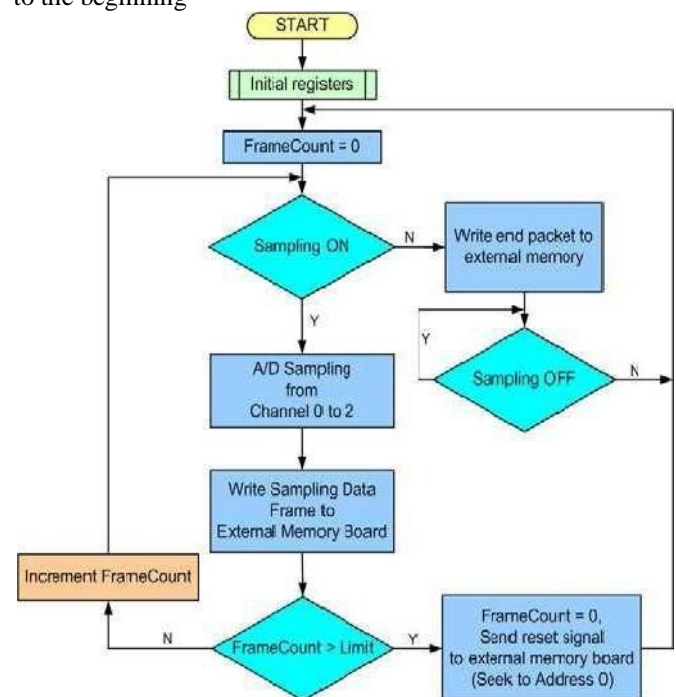 to the beginning
START
Initial registers
FrameCount = 0
Sampling ON
N
Write end packet to
external memory
Y
Y
Sampling OFF
N
A/D Sampling
from
Channel 0 to 2
Write Sampling Data
Frame to
External Memory Board
Increment FrameCount
N
FrameCount > Limit
Y
FrameCount = 0,
Send reset signal
to external memory board
(Seek to Address 0)